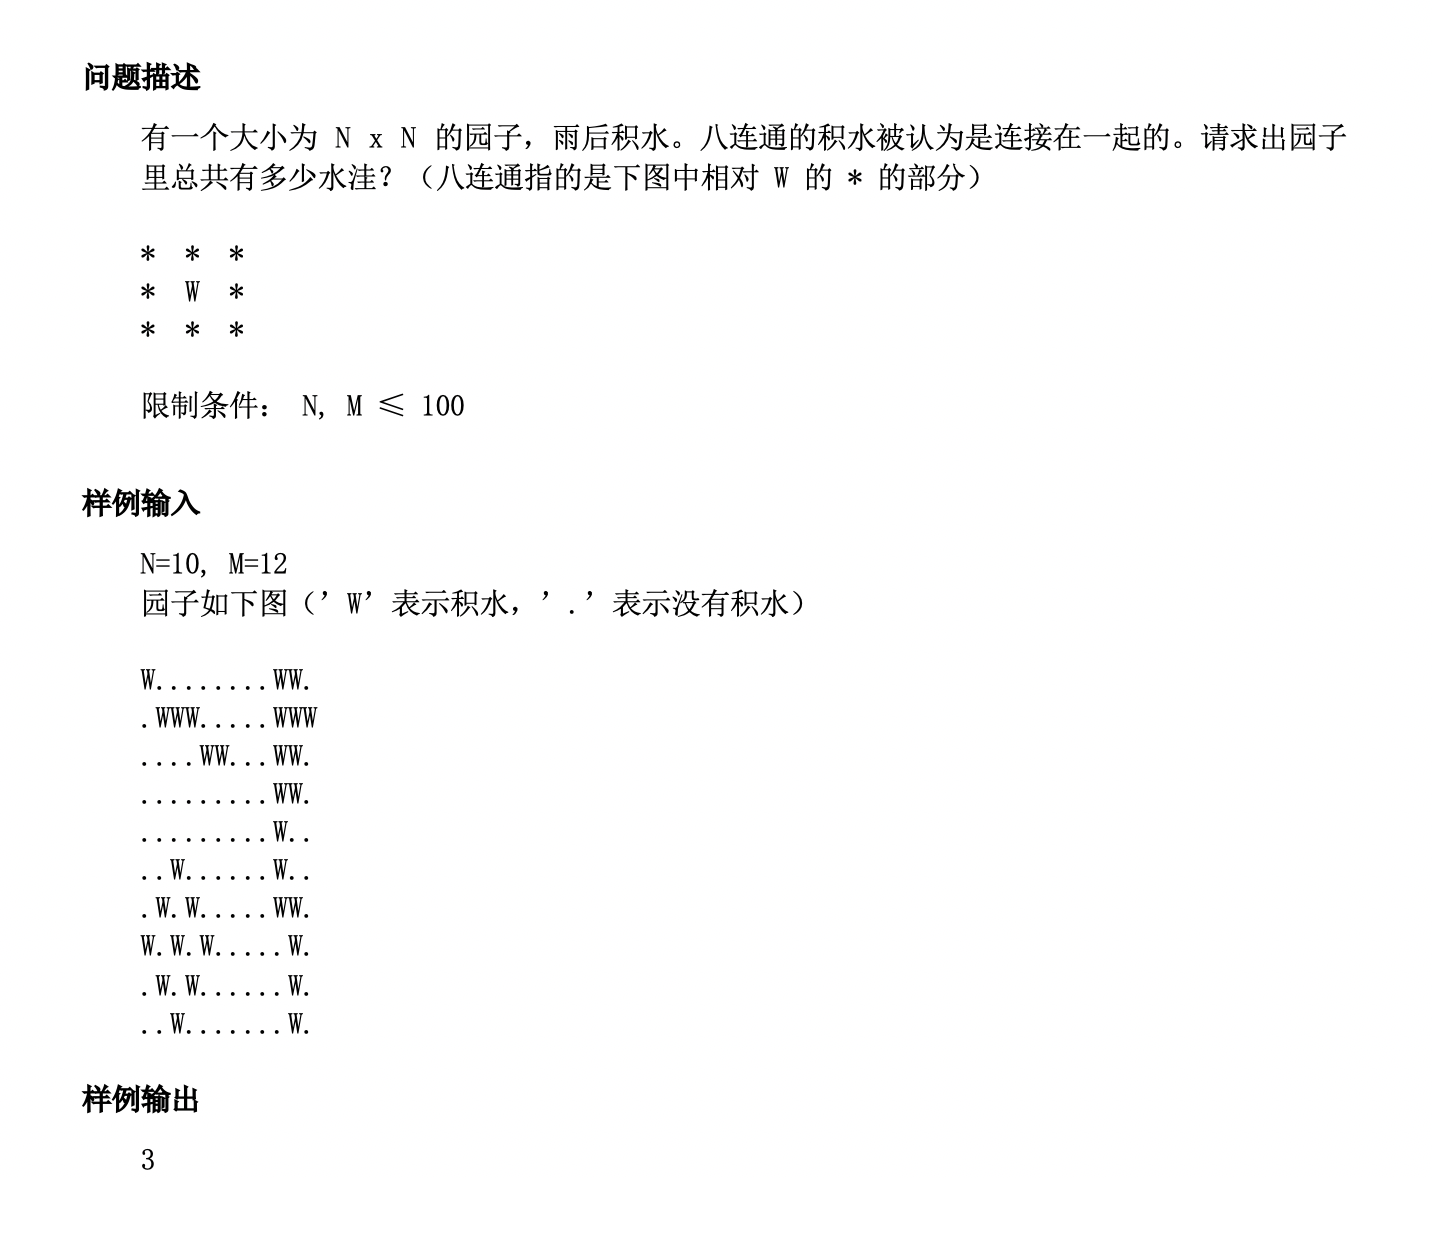 问题描述
有一个大小为 N x N 的园子，雨后积水。八连通的积水被认为是连接在一起的。请求出园子
里总共有多少水洼？（八连通指的是下图中相对 W 的 * 的部分）
* * *
* W *
* * *
限制条件： N, M ≤ 100
样例输入
N=10, M=12
园子如下图（’W’表示积水，’.’表示没有积水）
W........WW.
.WWW.....WWW
....WW...WW.
.........WW.
.........W..
..W......W..
.W.W.....WW.
W.W.W.....W.
.W.W......W.
..W.......W.
样例输出
3